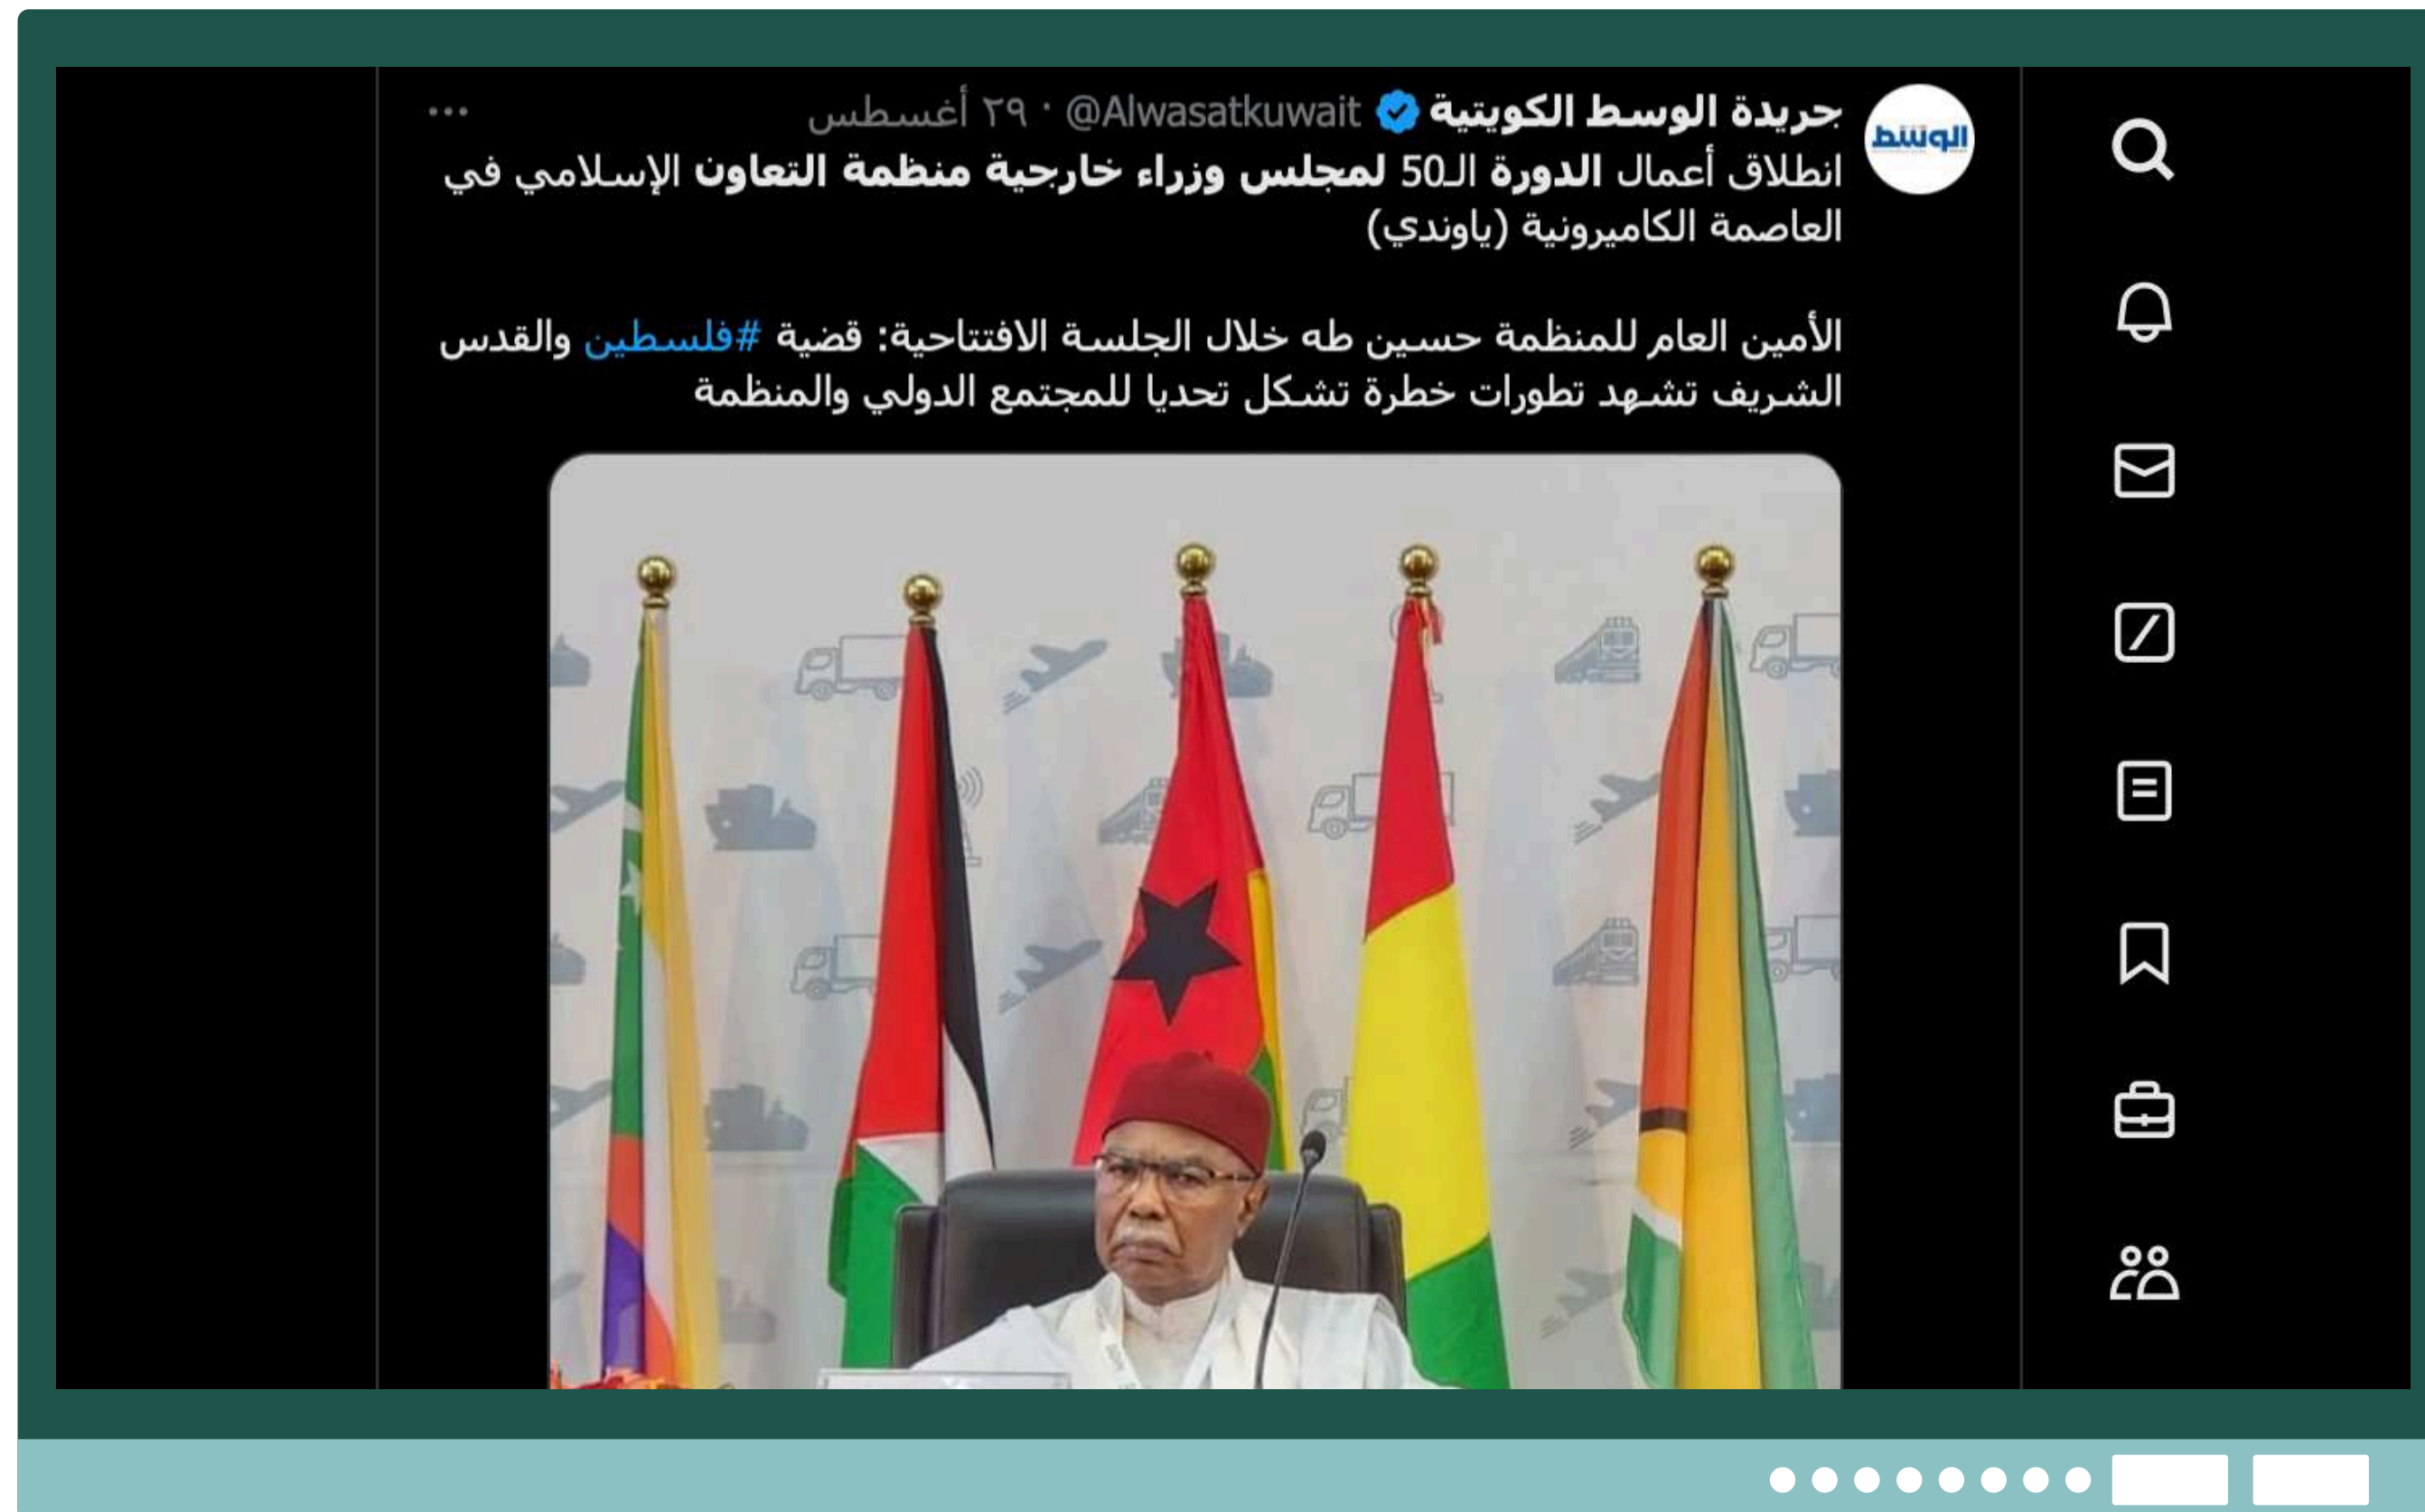 جريدة الوسط الكويتية @Alwasatkuwait · ٢٩ أغسطس
الوسط
انطلاق أعمال الدورة الـ50 لمجلس وزراء خارجية منظمة التعاون الإسلامي في
العاصمة الكاميرونية (ياوندي)
الأمين العام للمنظمة حسين طه خلال الجلسة الافتتاحية: قضية #فلسطين والقدس
الشريف تشهد تطورات خطرة تشكل تحديا للمجتمع الدولي والمنظمة